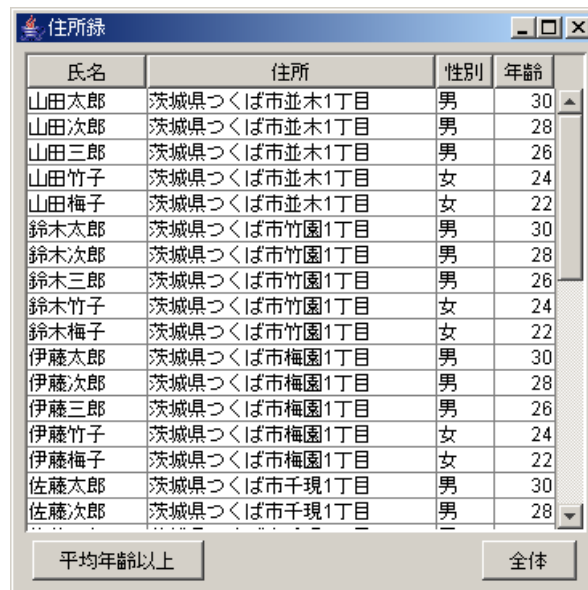 住所録
氏名 住所 性別 年齢
山田太郎 茨城県つくば市並木1丁目 男 30
山田次郎 茨城県つくば市並木1丁目 男 28
山田三郎 茨城県つくば市並木1丁目 男 26
山田竹子 茨城県つくば市並木1丁目 女 24
山田梅子 茨城県つくば市並木1丁目 女 22
鈴木太郎 茨城県つくば市竹園1丁目 男 30
鈴木次郎 茨城県つくば市竹園1丁目 男 28
鈴木三郎 茨城県つくば市竹園1丁目 男 26
鈴木竹子 茨城県つくば市竹園1丁目 女 24
鈴木梅子 茨城県つくば市竹園1丁目 女 22
伊藤太郎 茨城県つくば市梅園1丁目 男 30
伊藤次郎 茨城県つくば市梅園1丁目 男 28
伊藤三郎 茨城県つくば市梅園1丁目 男 26
伊藤竹子 茨城県つくば市梅園1丁目 女 24
伊藤梅子 茨城県つくば市梅園1丁目 女 22
佐藤太郎 茨城県つくば市千現1丁目 男 30
佐藤次郎 茨城県つくば市千現1丁目 男 28
平均年齢以上 全体